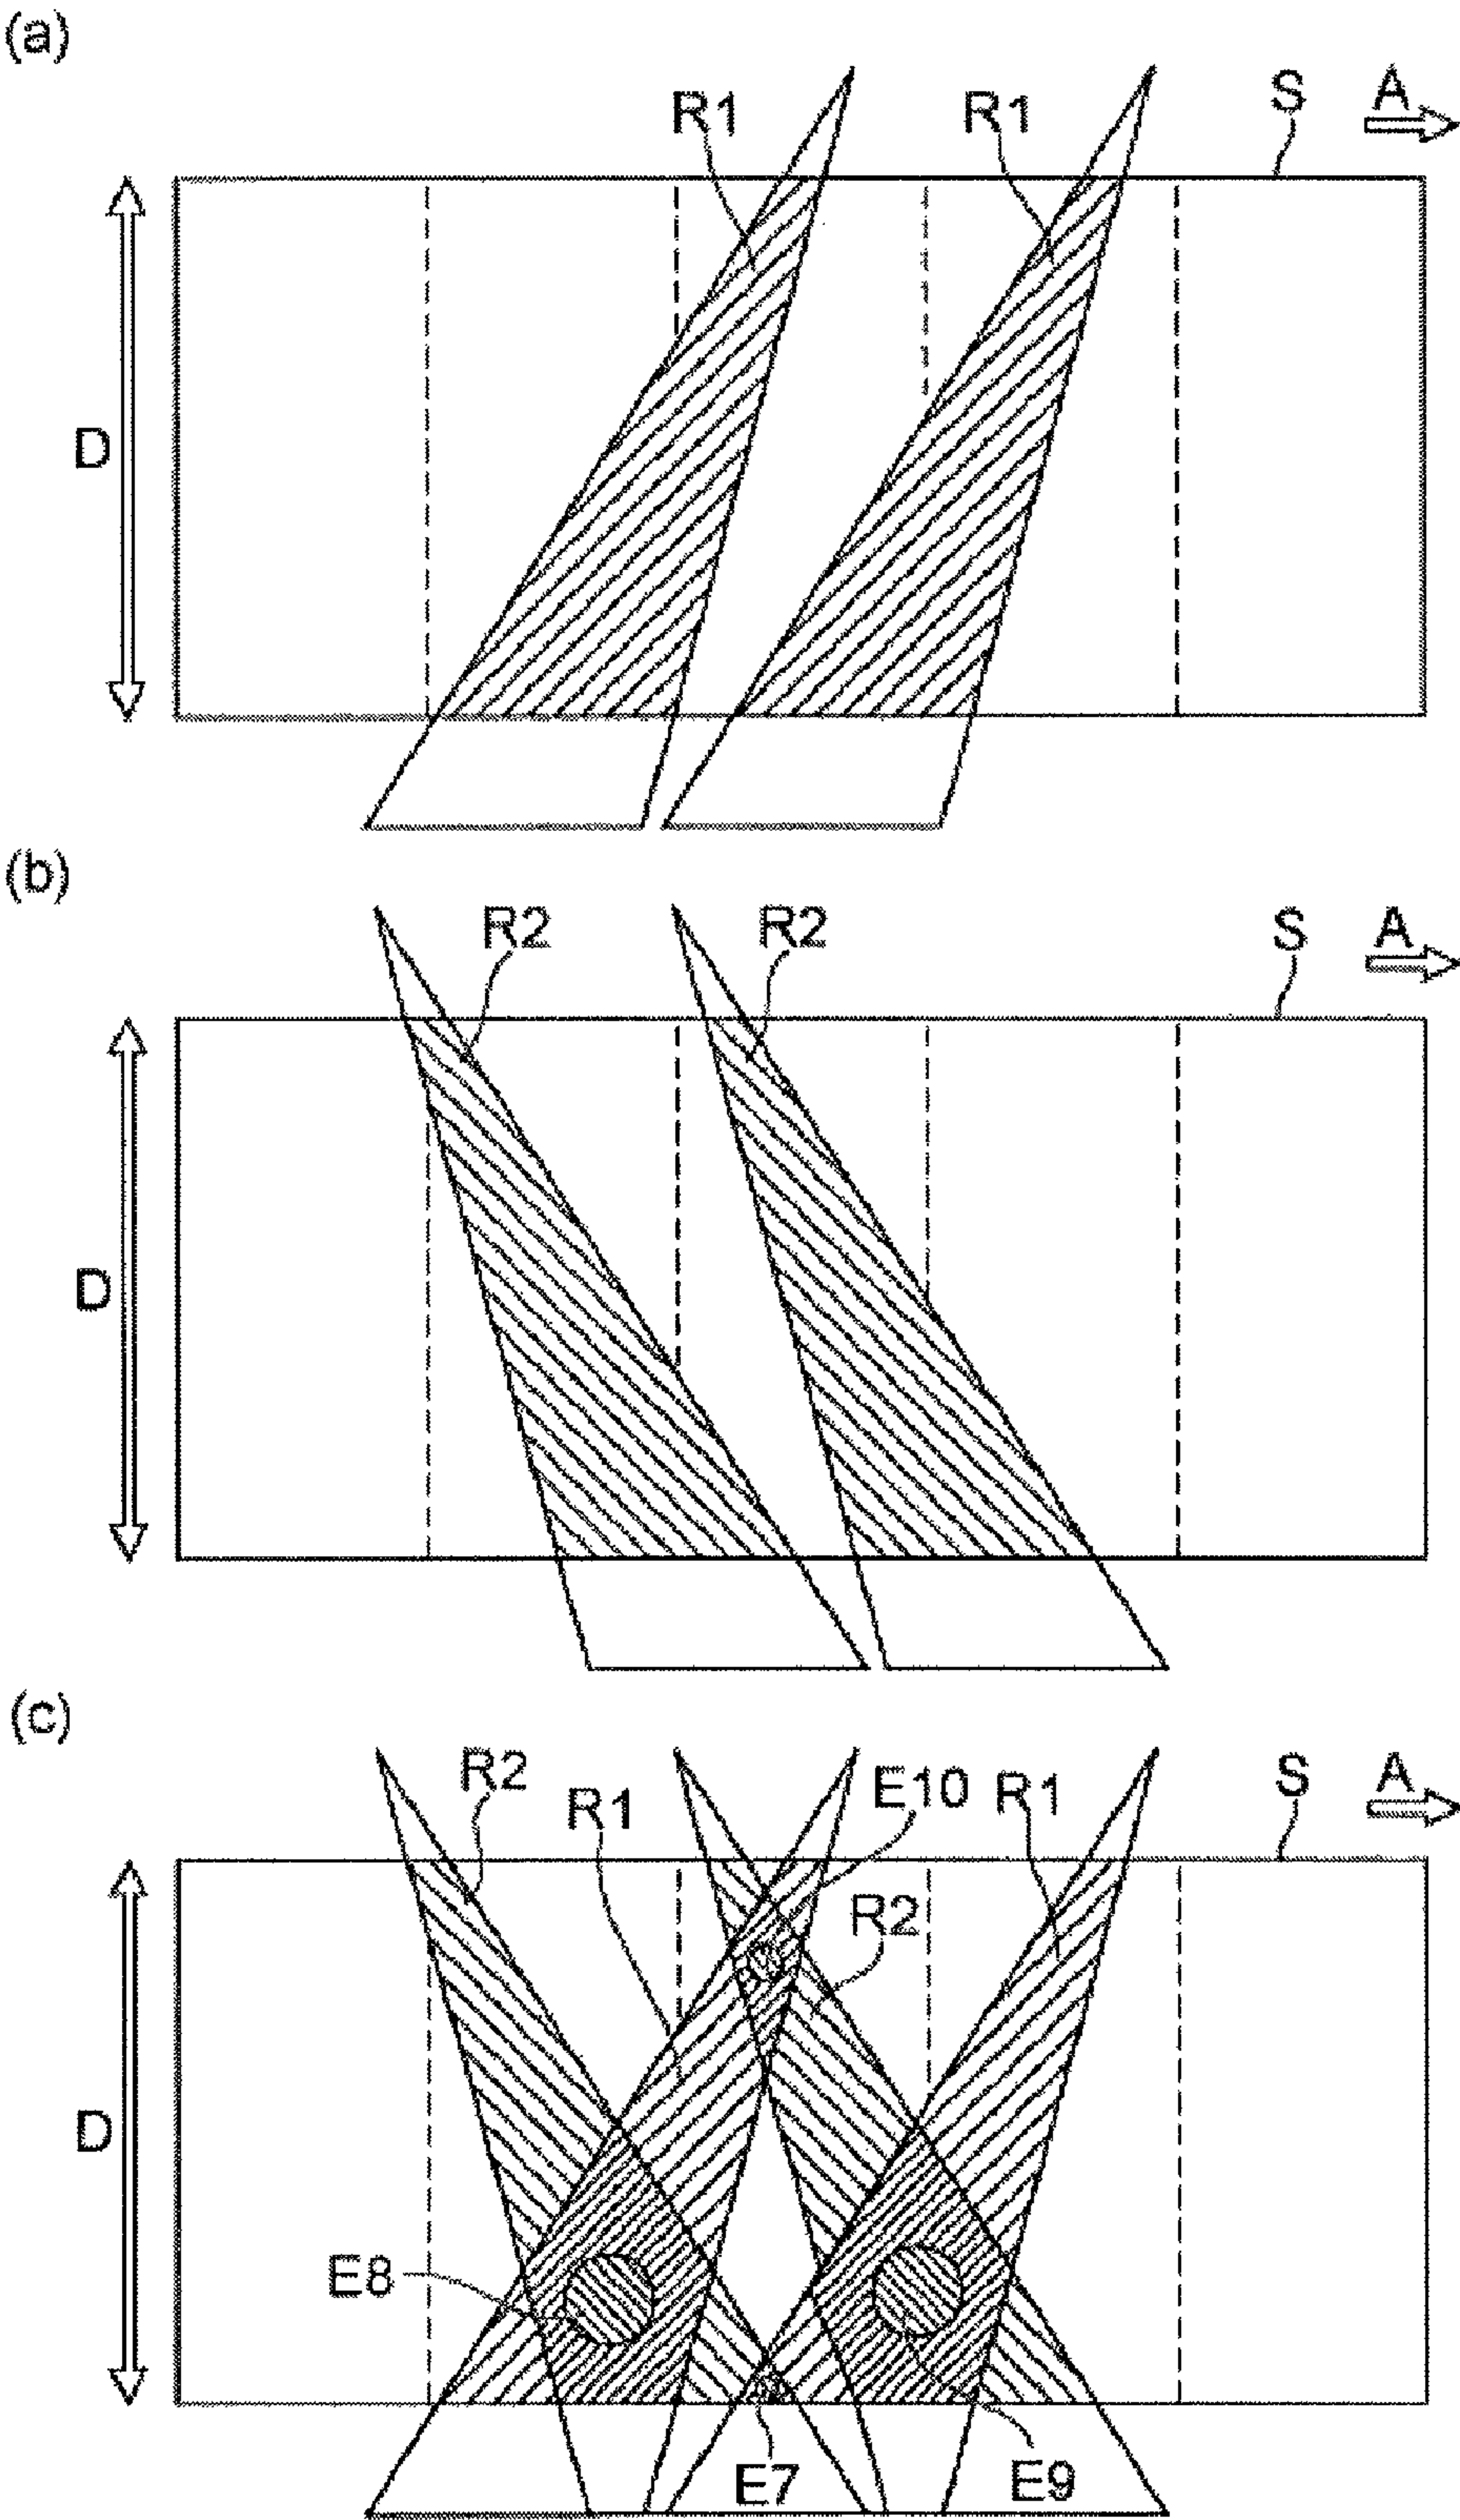 (a)
R1 R1 S A
D
(b)
R2 R2 S A
D
(c)
R2 R1 E10 R1 S A
R2
D
E8
E7 E9